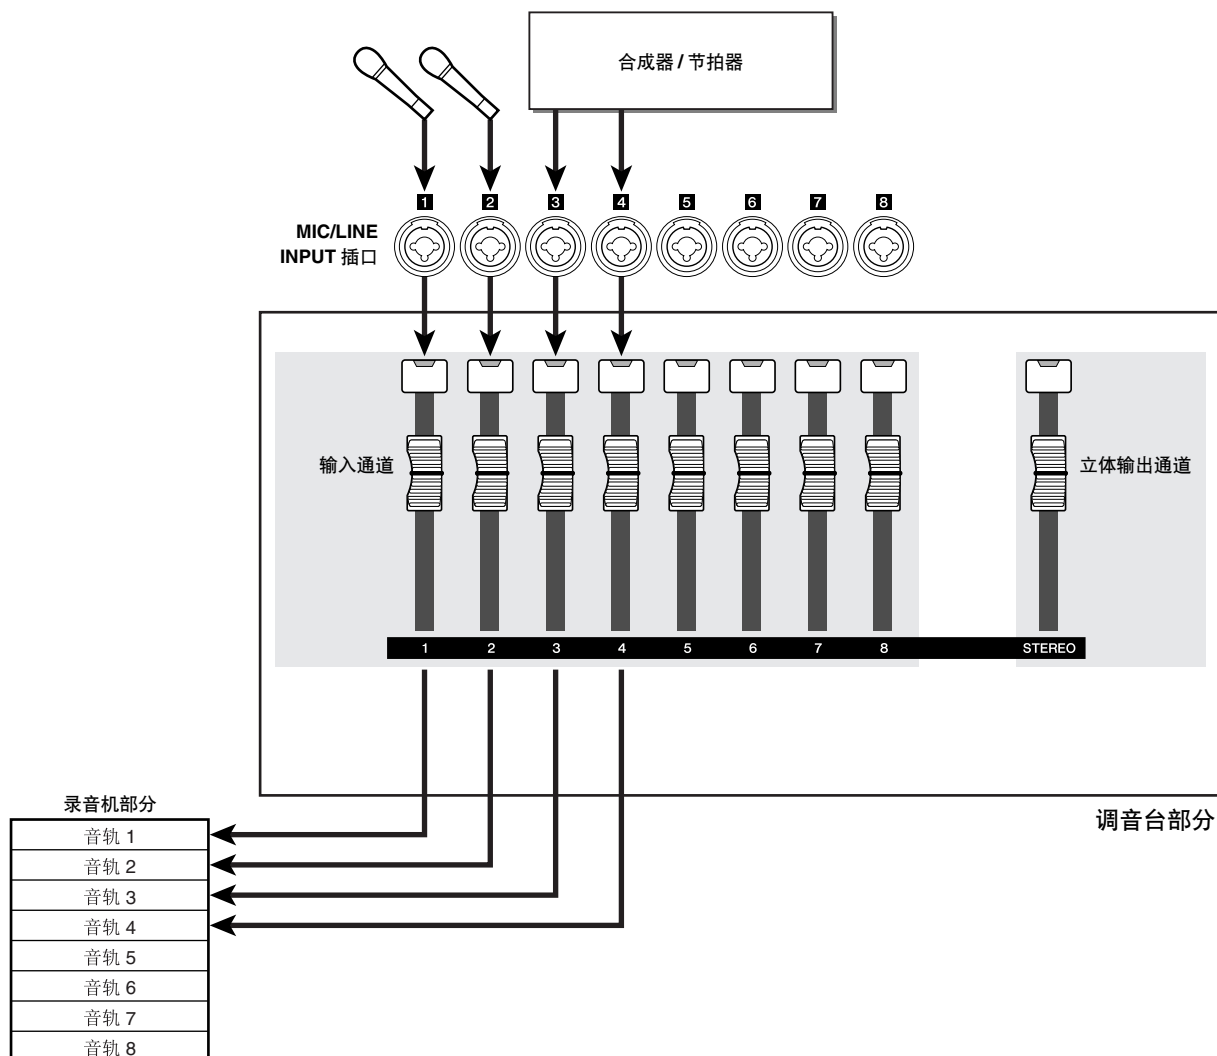 合成器 / 节拍器
1 2 3 4 5 6 7 8
MIC/LINE
INPUT 插口
输入通道
立体输出通道
1 2 3 4 5 6 7 8 STEREO
调音台部分
录音机部分
音轨 1
音轨 2
音轨 3
音轨 4
音轨 5
音轨 6
音轨 7
音轨 8